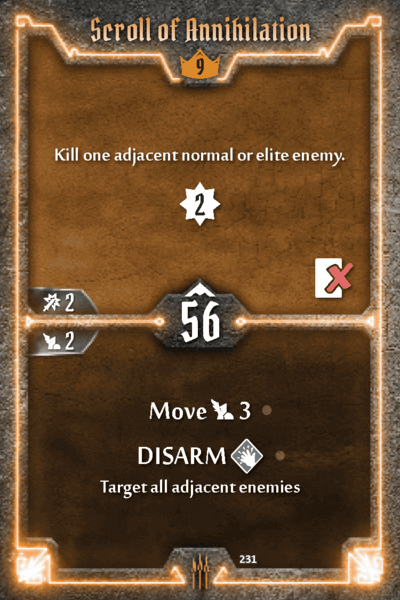 Scroll of Annihilation
9
Kill one adjacent normal or elite enemy.
2
2
56
2
Move 3
DISARM
Target all adjacent enemies
231